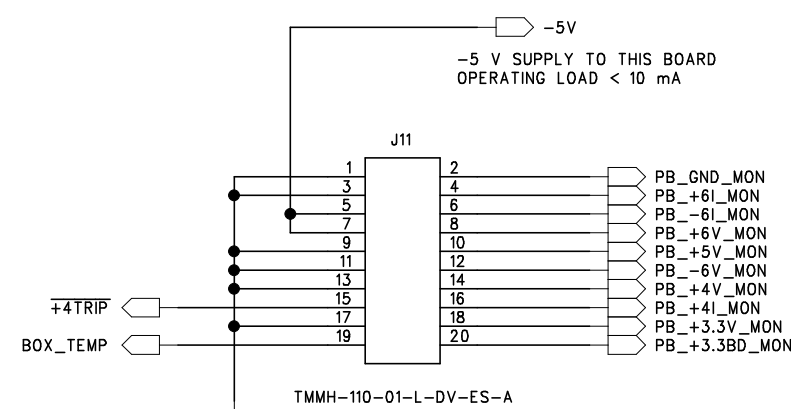 -5V
-5 V SUPPLY TO THIS BOARD
OPERATING LOAD < 10 mA
J11
1 2 PB_GND_MON
3 4 PB_+6I_MON
5 6 PB_-6I_MON
7 8 PB_+6V_MON
9 10 PB_+5V_MON
11 12 PB_-6V_MON
13 14 PB_+4V_MON
+4TRIP 15 16 PB_+4I_MON
17 18 PB_+3.3V_MON
BOX_TEMP 19 20 PB_+3.3BD_MON
TMMH-110-01-L-DV-ES-A